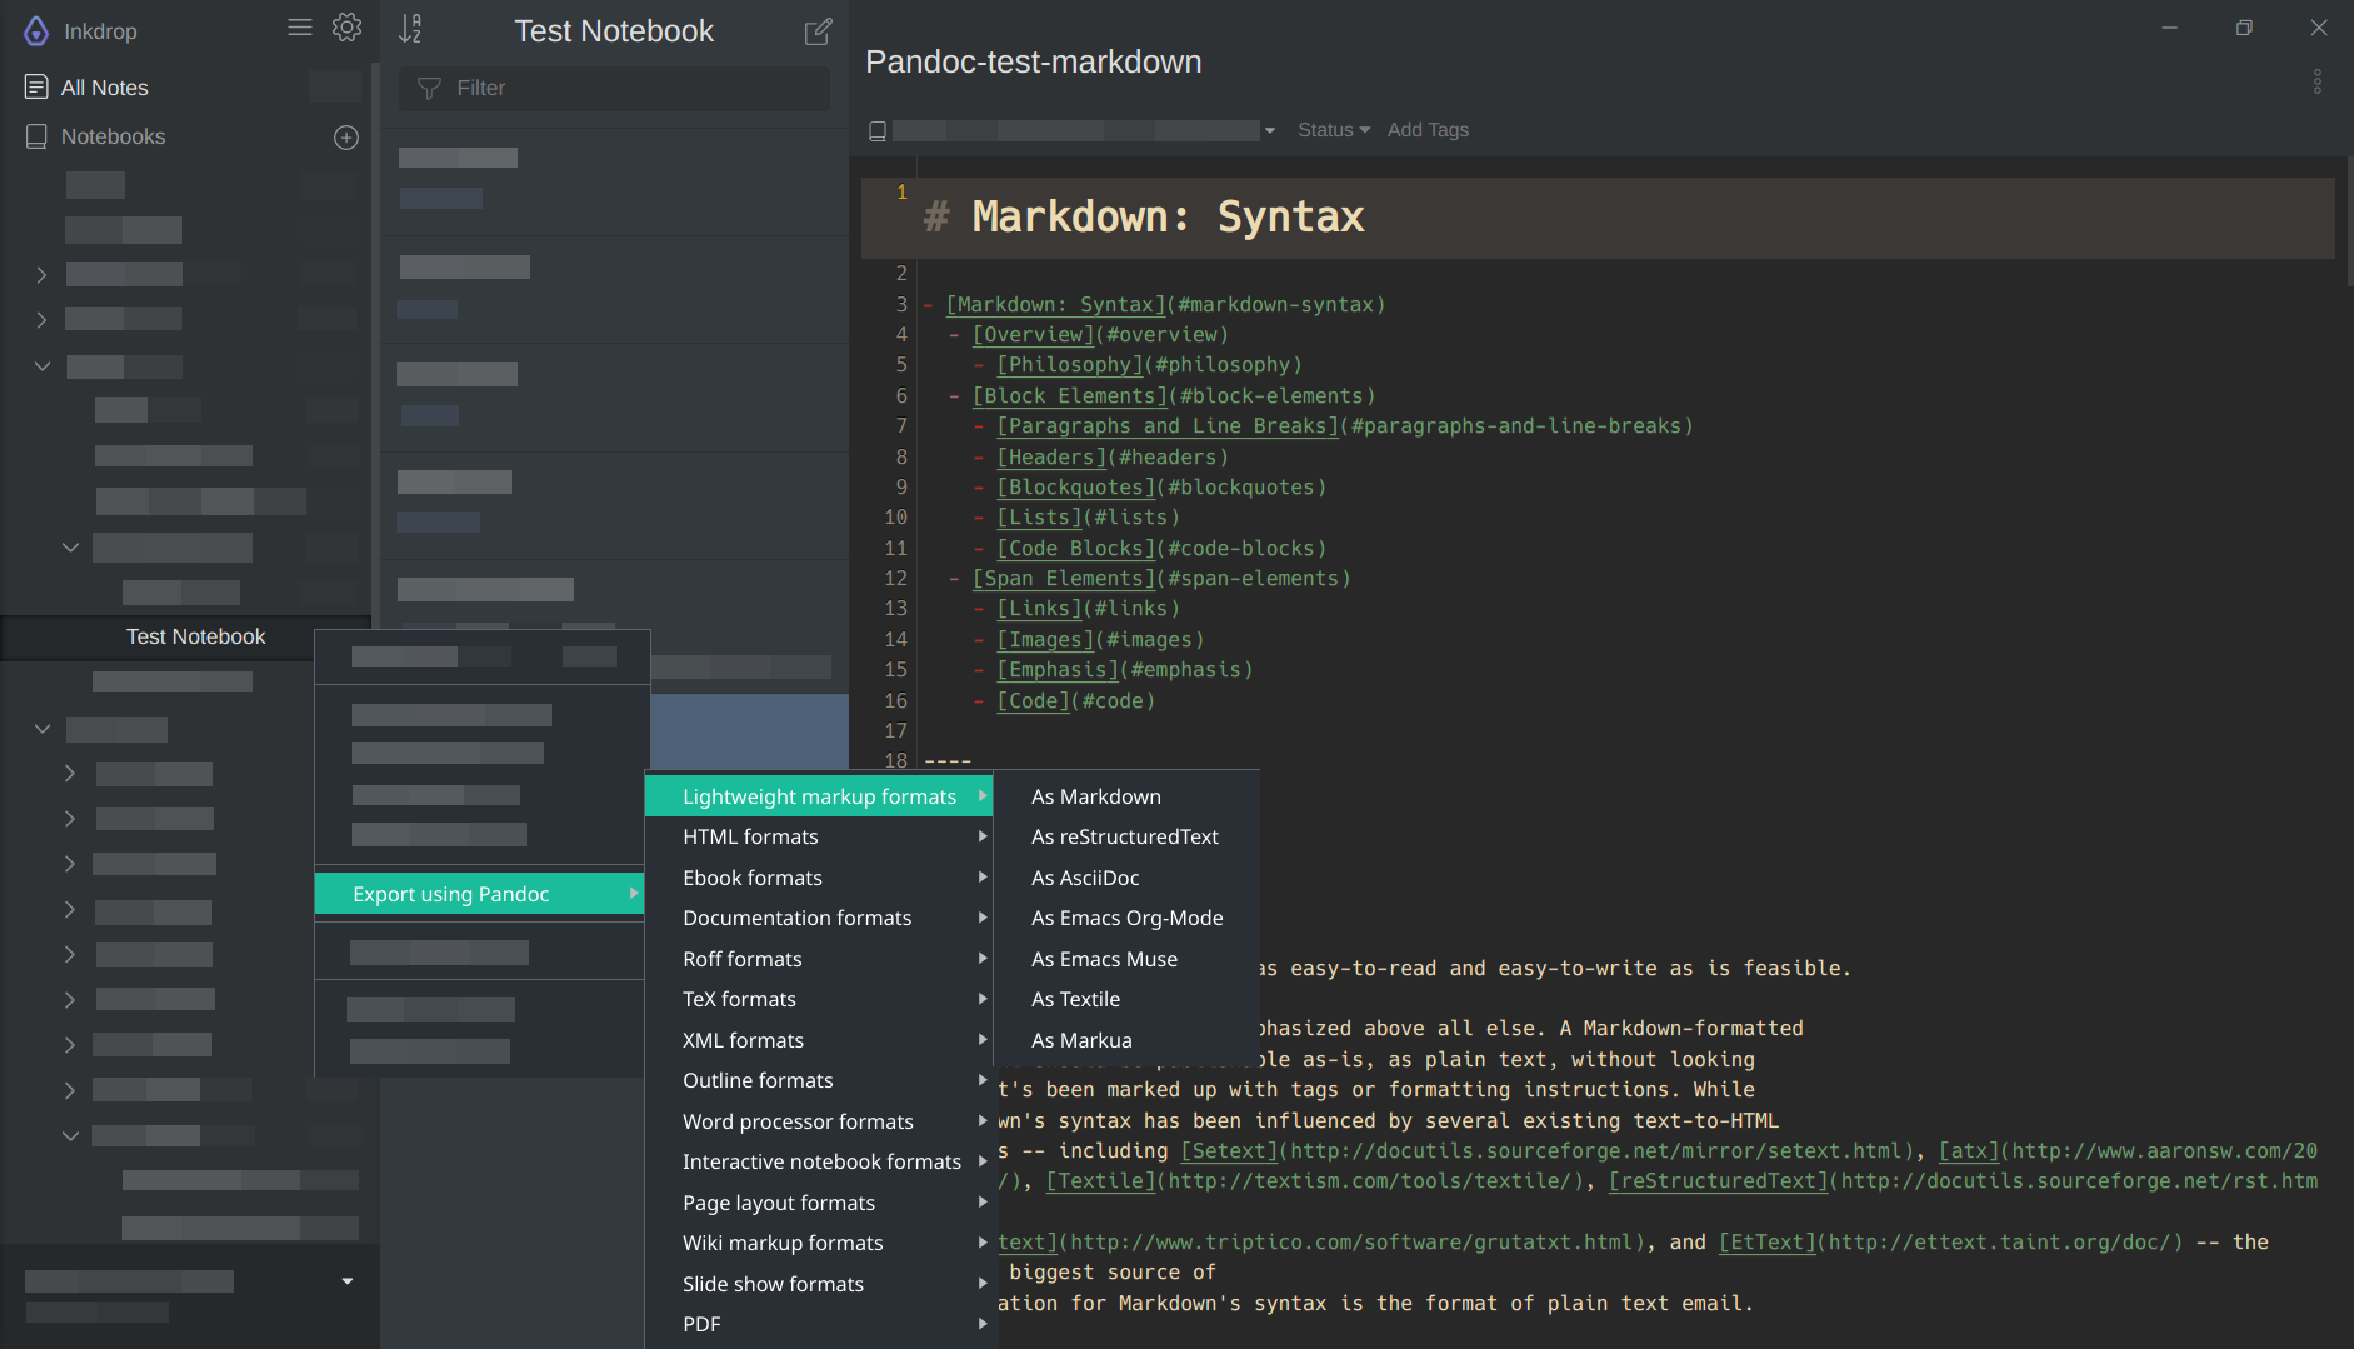 Inkdrop
All Notes
Notebooks
Test Notebook
Test Notebook
Filter
Export using Pandoc
Lightweight markup formats
HTML formats
Ebook formats
Documentation formats
Roff formats
TeX formats
XML formats
Outline formats
Word processor formats
Interactive notebook formats
Page layout formats
Wiki markup formats
Slide show formats
PDF
As Markdown
As reStructuredText
As AsciiDoc
As Emacs Org-Mode
As Emacs Muse
As Textile
As Markua
Pandoc-test-markdown
Status Add Tags
1 # Markdown: Syntax
2
3 - [Markdown: Syntax](#markdown-syntax)
4 - [Overview](#overview)
5 - [Philosophy](#philosophy)
6 - [Block Elements](#block-elements)
7 - [Paragraphs and Line Breaks](#paragraphs-and-line-breaks)
8 - [Headers](#headers)
9 - [Blockquotes](#blockquotes)
10 - [Lists](#lists)
11 - [Code Blocks](#code-blocks)
12 - [Span Elements](#span-elements)
13 - [Links](#links)
14 - [Images](#images)
15 - [Emphasis](#emphasis)
16 - [Code](#code)
17
18 ----
as easy-to-read and easy-to-write as is feasible.
phasized above all else. A Markdown-formatted
ble as-is, as plain text, without looking
t's been marked up with tags or formatting instructions. While
wn's syntax has been influenced by several existing text-to-HTML
s -- including [Setext](http://docutils.sourceforge.net/mirror/setext.html), [atx](http://www.aaronsw.com/20
/), [Textile](http://textism.com/tools/textile/), [reStructuredText](http://docutils.sourceforge.net/rst.htm
text](http://www.triptico.com/software/grutatxt.html), and [EtText](http://ettext.taint.org/doc/) -- the
biggest source of
ation for Markdown's syntax is the format of plain text email.